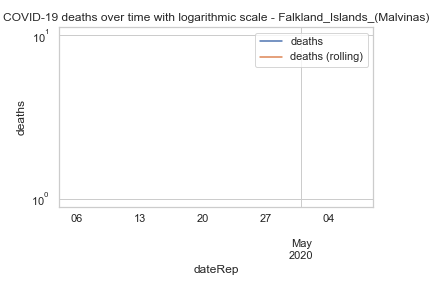 COVID-19 deaths over time with logarithmic scale - Falkland_Islands_(Malvinas)
10¹
deaths
deaths (rolling)
deaths
10⁰
06 13 20 27 04
May
2020
dateRep